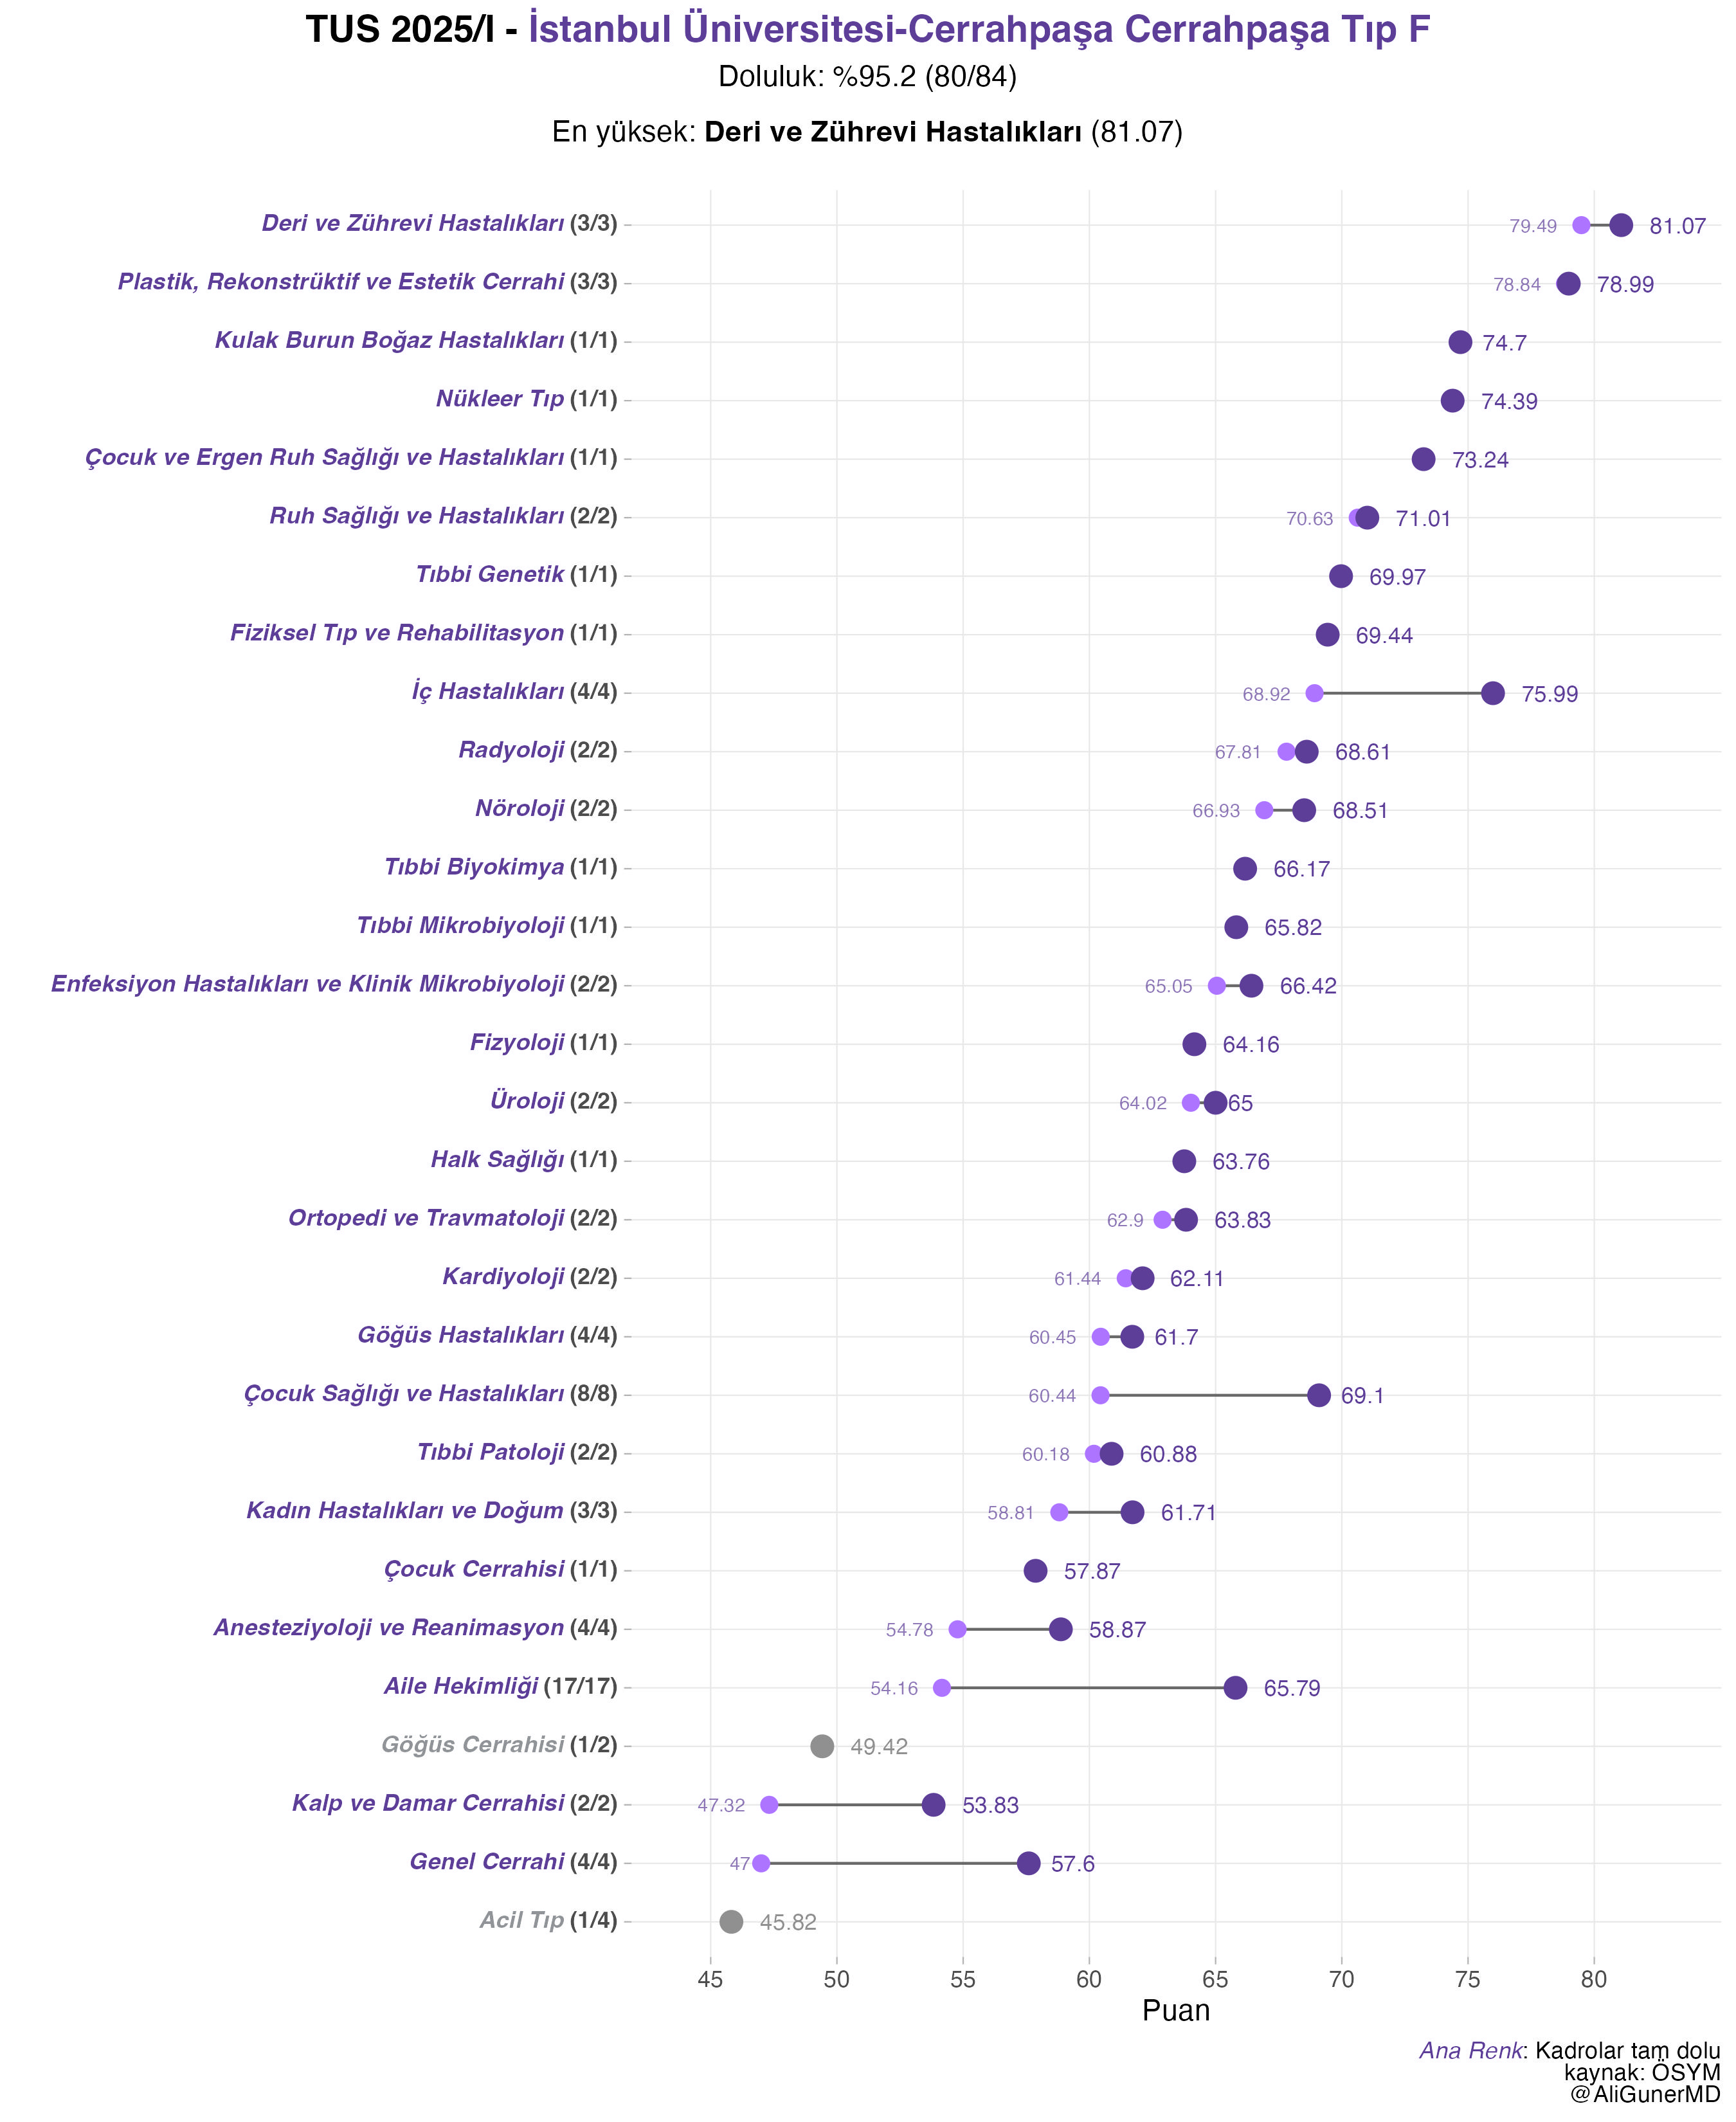 TUS 2025/I - İstanbul Üniversitesi-Cerrahpaşa Cerrahpaşa Tıp F
Doluluk: %95.2 (80/84)
En yüksek: Deri ve Zührevi Hastalıkları (81.07)
Deri ve Zührevi Hastalıkları (3/3) 79.49 81.07
Plastik, Rekonstrüktif ve Estetik Cerrahi (3/3) 78.84 78.99
Kulak Burun Boğaz Hastalıkları (1/1) 74.7
Nükleer Tıp (1/1) 74.39
Çocuk ve Ergen Ruh Sağlığı ve Hastalıkları (1/1) 73.24
Ruh Sağlığı ve Hastalıkları (2/2) 70.63 71.01
Tıbbi Genetik (1/1) 69.97
Fiziksel Tıp ve Rehabilitasyon (1/1) 69.44
İç Hastalıkları (4/4) 68.92 75.99
Radyoloji (2/2) 67.81 68.61
Nöroloji (2/2) 66.93 68.51
Tıbbi Biyokimya (1/1) 66.17
Tıbbi Mikrobiyoloji (1/1) 65.82
Enfeksiyon Hastalıkları ve Klinik Mikrobiyoloji (2/2) 65.05 66.42
Fizyoloji (1/1) 64.16
Üroloji (2/2) 64.02 65
Halk Sağlığı (1/1) 63.76
Ortopedi ve Travmatoloji (2/2) 62.9 63.83
Kardiyoloji (2/2) 61.44 62.11
Göğüs Hastalıkları (4/4) 60.45 61.7
Çocuk Sağlığı ve Hastalıkları (8/8) 60.44 69.1
Tıbbi Patoloji (2/2) 60.18 60.88
Kadın Hastalıkları ve Doğum (3/3) 58.81 61.71
Çocuk Cerrahisi (1/1) 57.87
Anesteziyoloji ve Reanimasyon (4/4) 54.78 58.87
Aile Hekimliği (17/17) 54.16 65.79
Göğüs Cerrahisi (1/2) 49.42
Kalp ve Damar Cerrahisi (2/2) 47.32 53.83
Genel Cerrahi (4/4) 47 57.6
Acil Tıp (1/4) 45.82
45 50 55 60 65 70 75 80
Puan
Ana Renk: Kadrolar tam dolu
kaynak: ÖSYM
@AliGunerMD